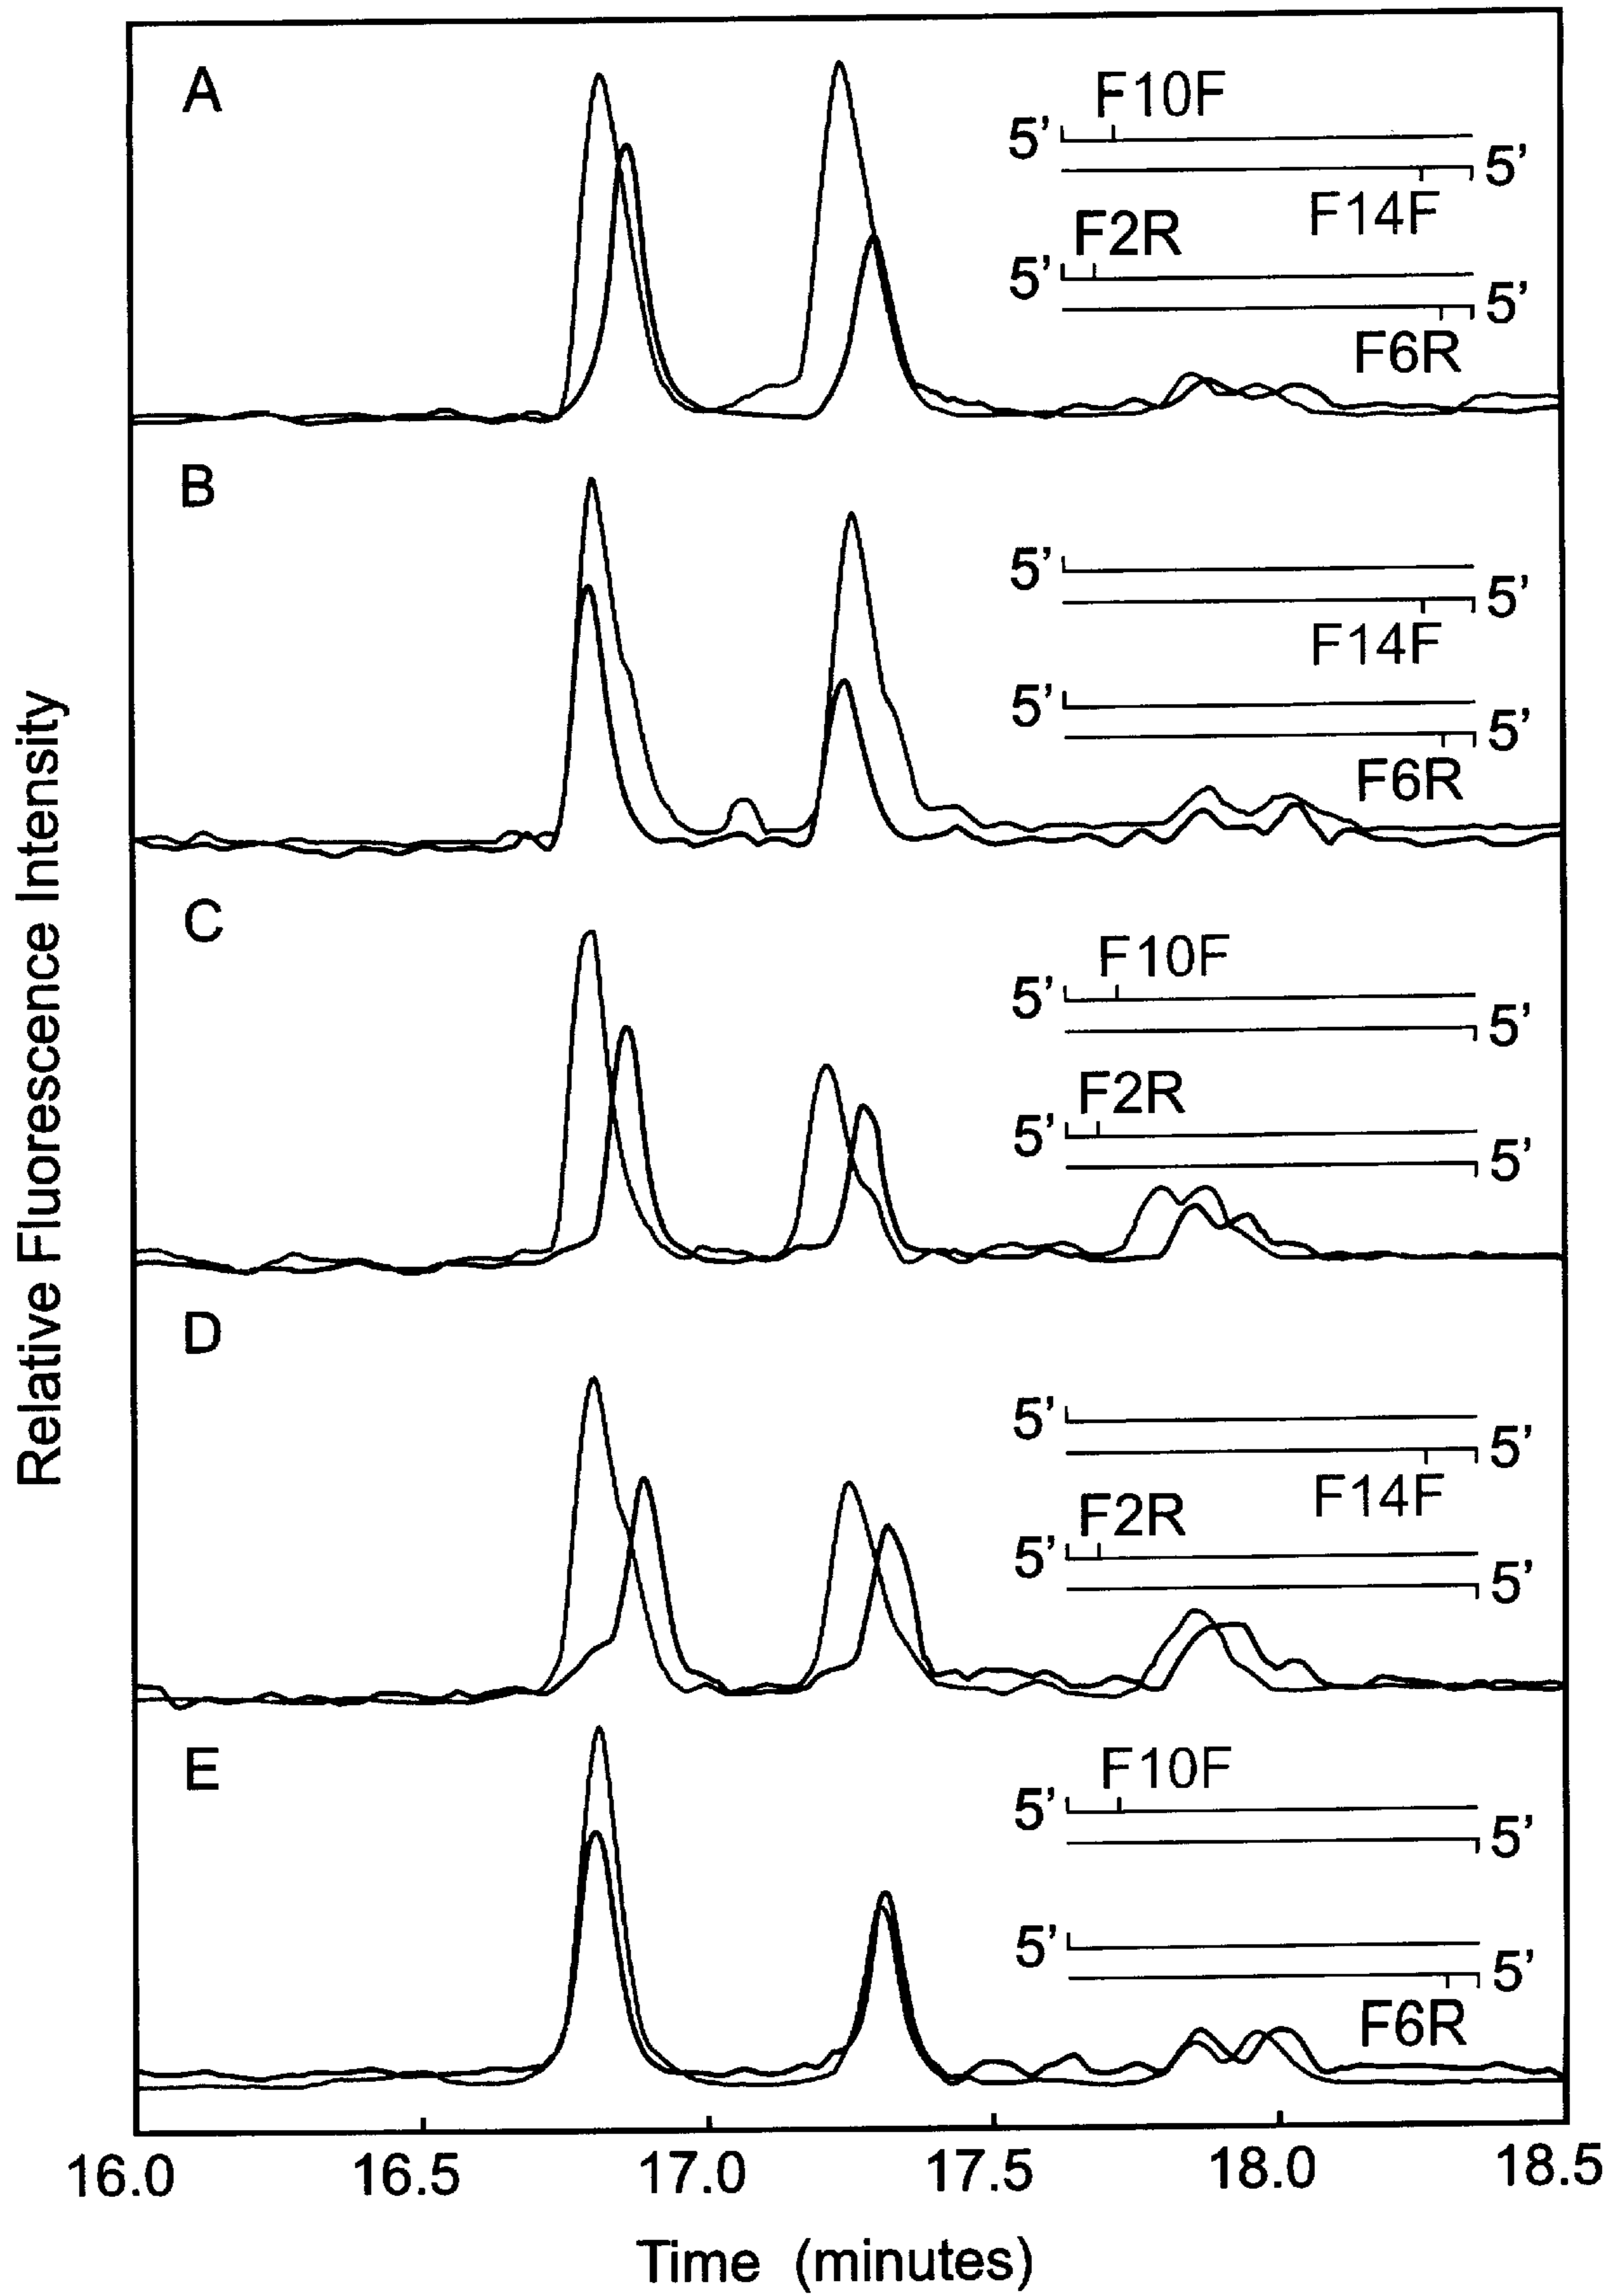 Relative Fluorescence Intensity
A
F10F
5’
5’
F14F
F2R
5’
5’
F6R
B
5’
5’
F14F
5’
5’
F6R
C
F10F
5’
5’
F2R
5’
5’
D
5’
5’
F14F
F2R
5’
5’
E
F10F
5’
5’
5’
5’
F6R
16.0 16.5 17.0 17.5 18.0 18.5
Time (minutes)